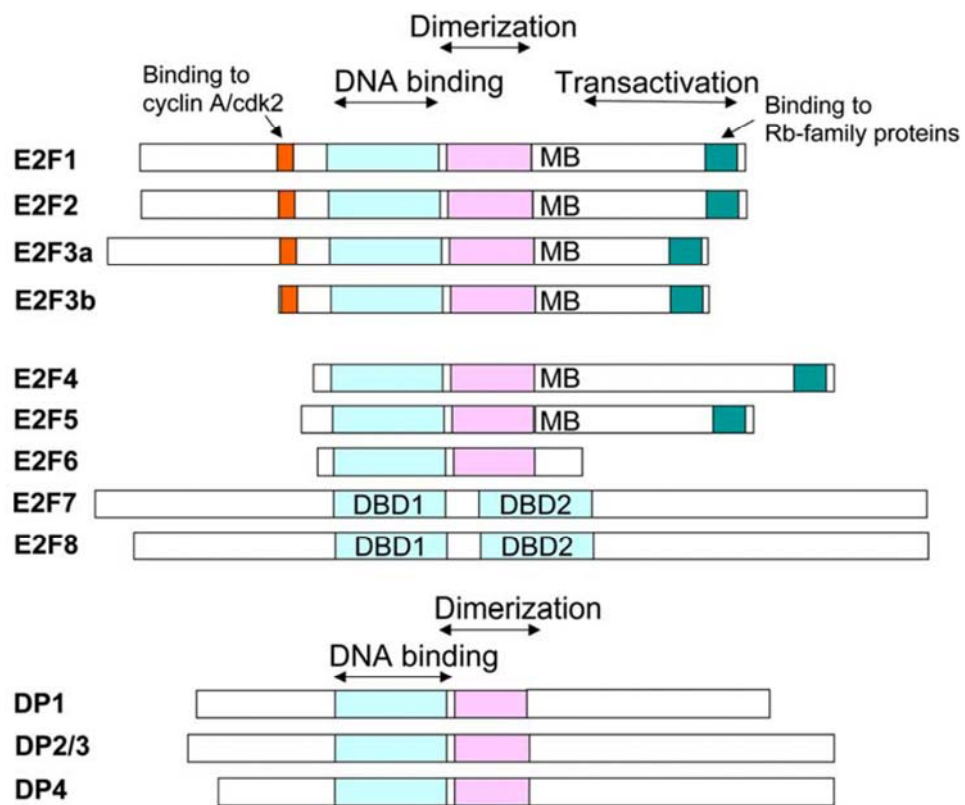 Dimerization
Binding to
cyclin A/cdk2
DNA binding
Transactivation
Binding to
Rb-family proteins
E2F1 MB
E2F2 MB
E2F3a MB
E2F3b MB
E2F4 MB
E2F5 MB
E2F6
E2F7 DBD1 DBD2
E2F8 DBD1 DBD2
Dimerization
DNA binding
DP1
DP2/3
DP4